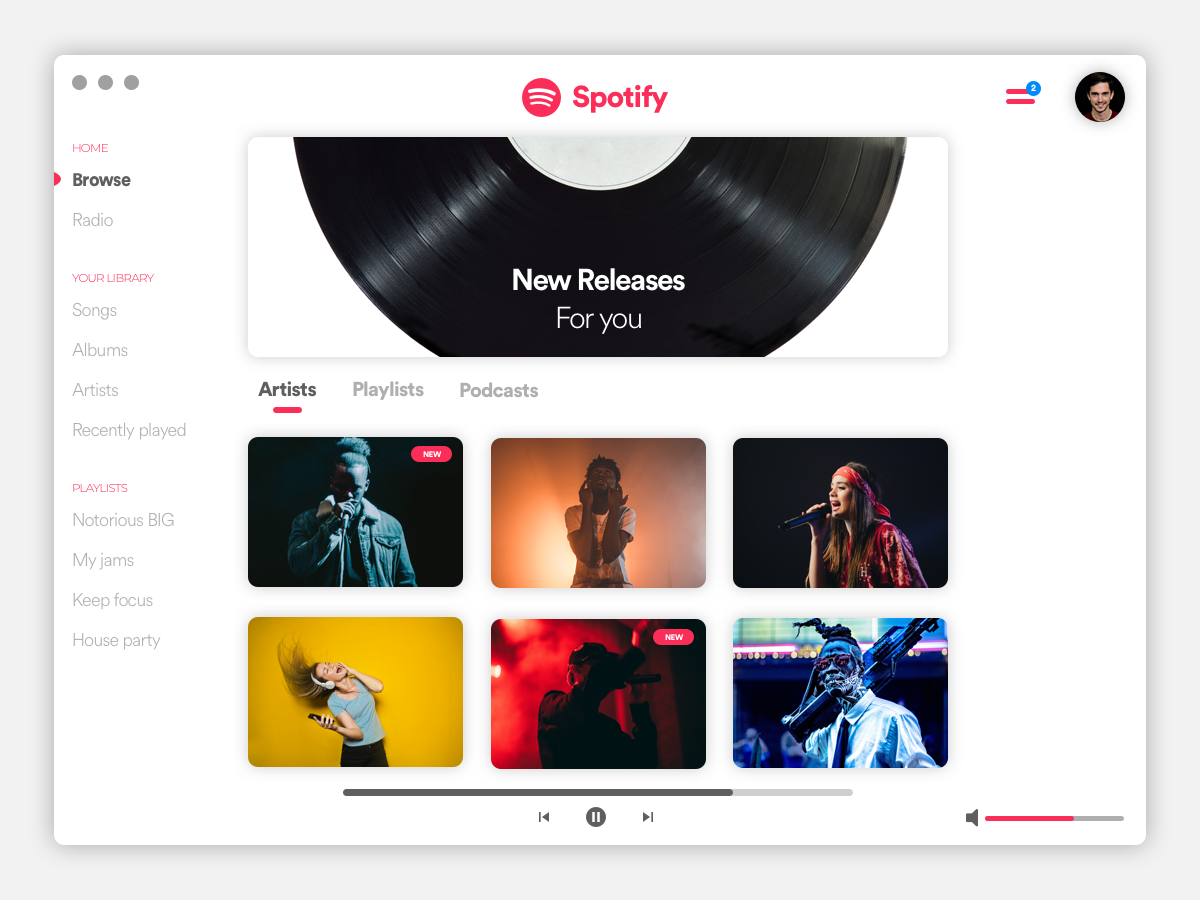 Spotify
2
HOME
Browse
Radio
YOUR LIBRARY
Songs
Albums
Artists
Recently played
PLAYLISTS
Notorious BIG
My jams
Keep focus
House party
New Releases
For you
Artists
Playlists
Podcasts
NEW
NEW